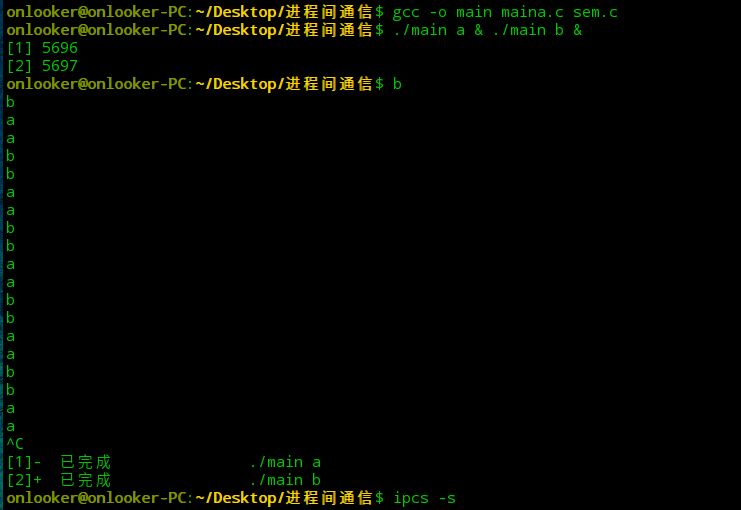 onlooker@onlooker-PC:~/Desktop/进程间通信$ gcc -o main maina.c sem.c
onlooker@onlooker-PC:~/Desktop/进程间通信$ ./main a & ./main b &
[1] 5696
[2] 5697
onlooker@onlooker-PC:~/Desktop/进程间通信$ b
b
a
a
b
b
a
a
b
b
a
a
b
b
a
a
b
b
a
a
^C
[1]-  已完成               ./main a
[2]+  已完成               ./main b
onlooker@onlooker-PC:~/Desktop/进程间通信$ ipcs -s